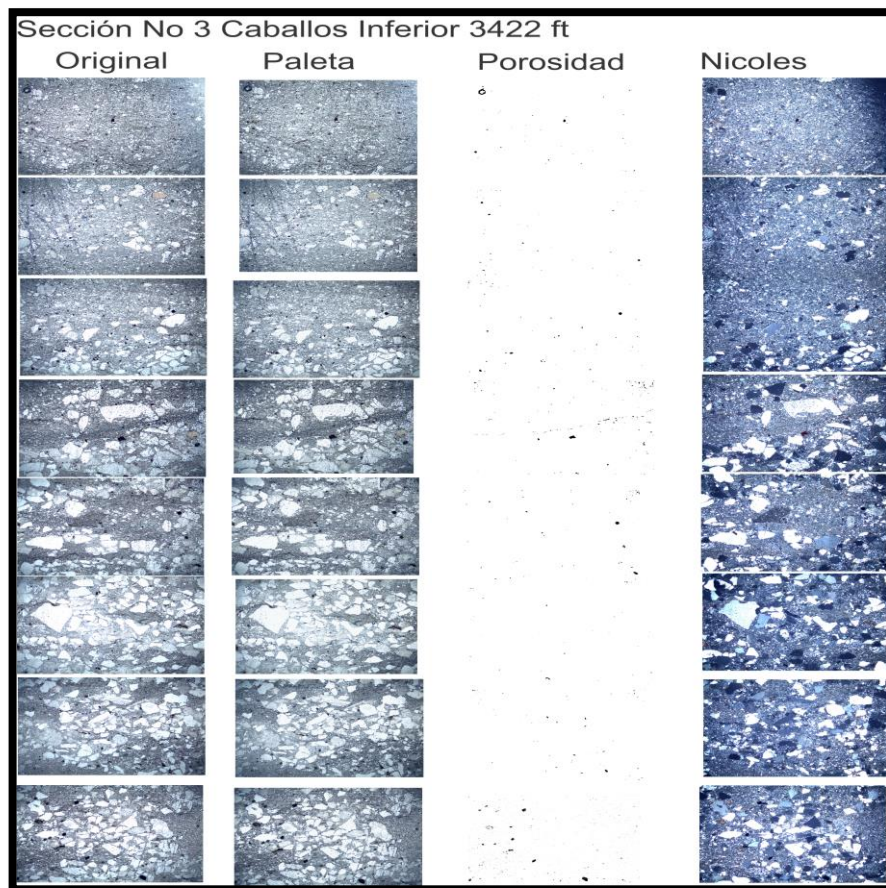 Sección No 3 Caballos Inferior 3422 ft
Original Paleta Porosidad Nicoles